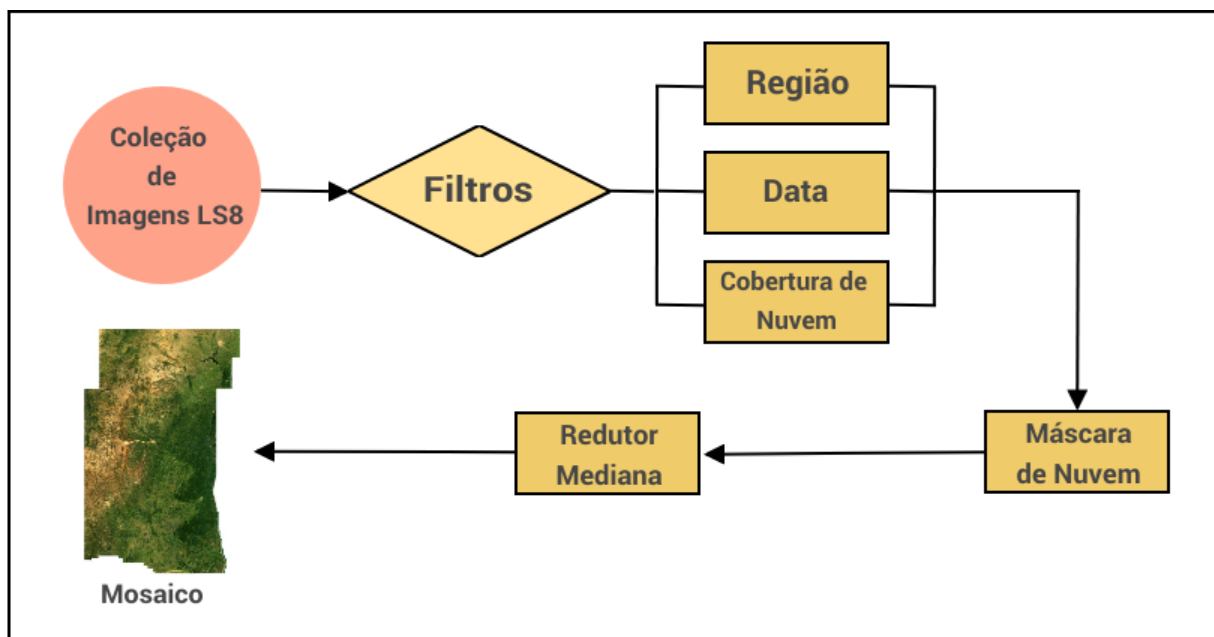 Coleção
de
Imagens LS8
Filtros
Região
Data
Cobertura de
Nuvem
Máscara
de Nuvem
Redutor
Mediana
Mosaico